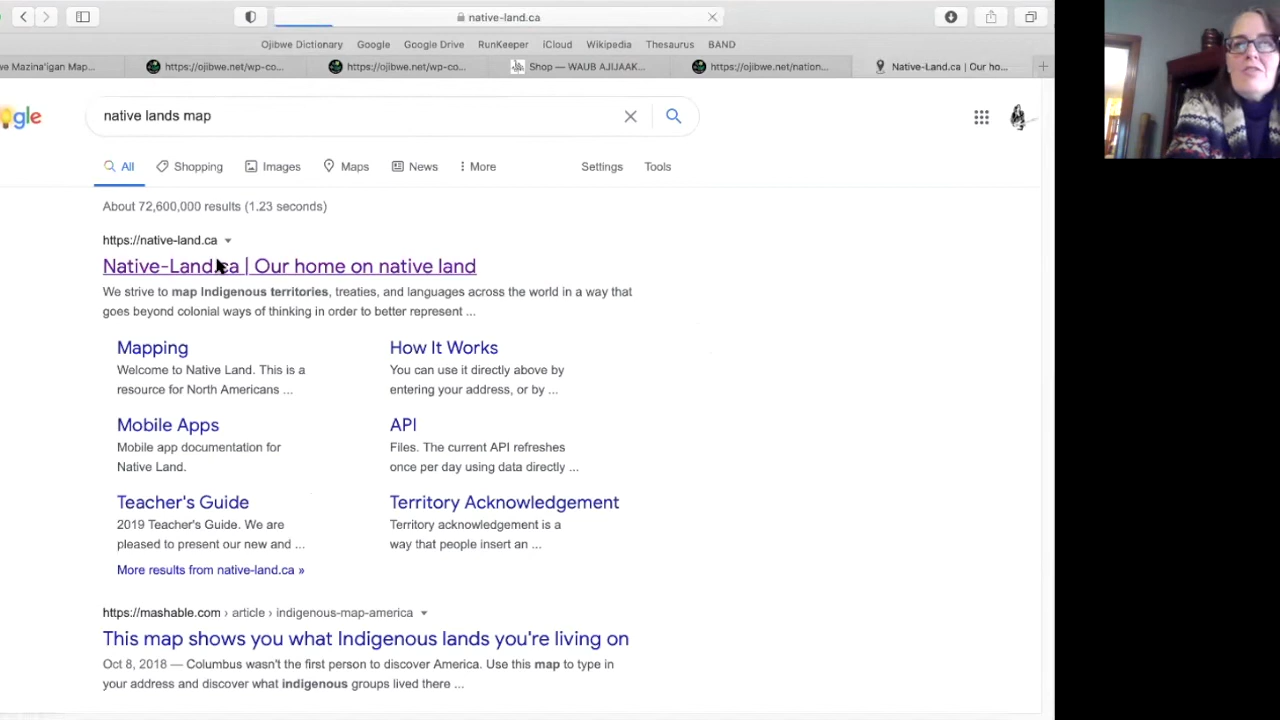 native-land.ca
Ojibwe Dictionary Google Google Drive RunKeeper iCloud Wikipedia Thesaurus BAND
we Mazina'igan Map... https://ojibwe.net/wp-co... https://ojibwe.net/wp-co... Shop — WAUB AJIJAAK... https://ojibwe.net/nation... Native-Land.ca | Our ho...
gle
native lands map
All Shopping Images Maps News More Settings Tools
About 72,600,000 results (1.23 seconds)
https://native-land.ca
Native-Land.ca | Our home on native land
We strive to map Indigenous territories, treaties, and languages across the world in a way that
goes beyond colonial ways of thinking in order to better represent ...
Mapping
Welcome to Native Land. This is a
resource for North Americans ...
How It Works
You can use it directly above by
entering your address, or by ...
Mobile Apps
Mobile app documentation for
Native Land.
API
Files. The current API refreshes
once per day using data directly ...
Teacher's Guide
2019 Teacher's Guide. We are
pleased to present our new and ...
Territory Acknowledgement
Territory acknowledgement is a
way that people insert an ...
More results from native-land.ca »
https://mashable.com › article › indigenous-map-america
This map shows you what Indigenous lands you're living on
Oct 8, 2018 — Columbus wasn't the first person to discover America. Use this map to type in
your address and discover what indigenous groups lived there ...